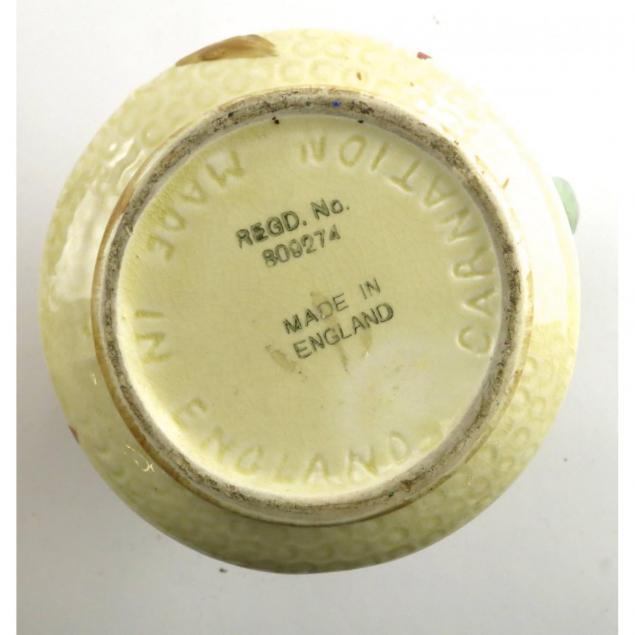 REGD. No.
809274
MADE IN
ENGLAND
CARNATION
MADE IN ENGLAND